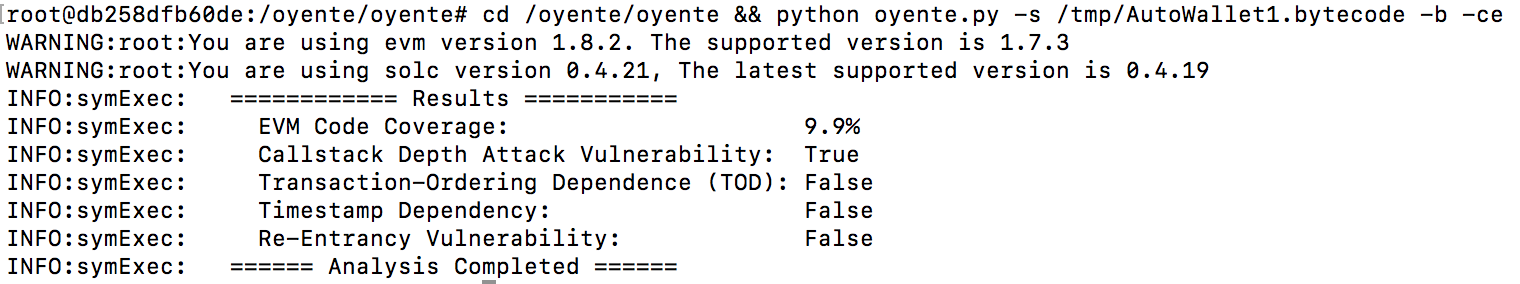 [root@db258dfb60de:/oyente/oyente# cd /oyente/oyente && python oyente.py -s /tmp/AutoWallet1.bytecode -b -ce
WARNING:root:You are using evm version 1.8.2. The supported version is 1.7.3
WARNING:root:You are using solc version 0.4.21, The latest supported version is 0.4.19
INFO:symExec:   ============ Results ===========
INFO:symExec:     EVM Code Coverage:                     9.9%
INFO:symExec:     Callstack Depth Attack Vulnerability:  True
INFO:symExec:     Transaction-Ordering Dependence (TOD): False
INFO:symExec:     Timestamp Dependency:                  False
INFO:symExec:     Re-Entrancy Vulnerability:             False
INFO:symExec:   ====== Analysis Completed ======